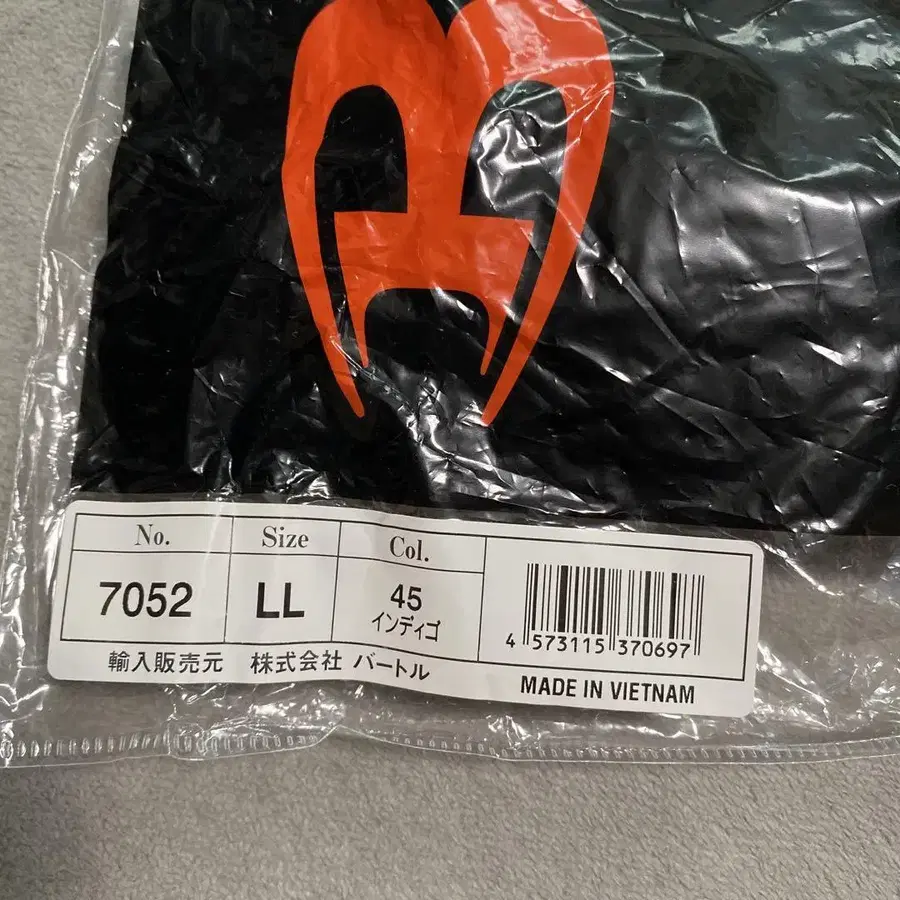 No. Size Col.
7052 LL 45
インディゴ
4 573115 370697
輸入販売元 株式会社 バートル
MADE IN VIETNAM